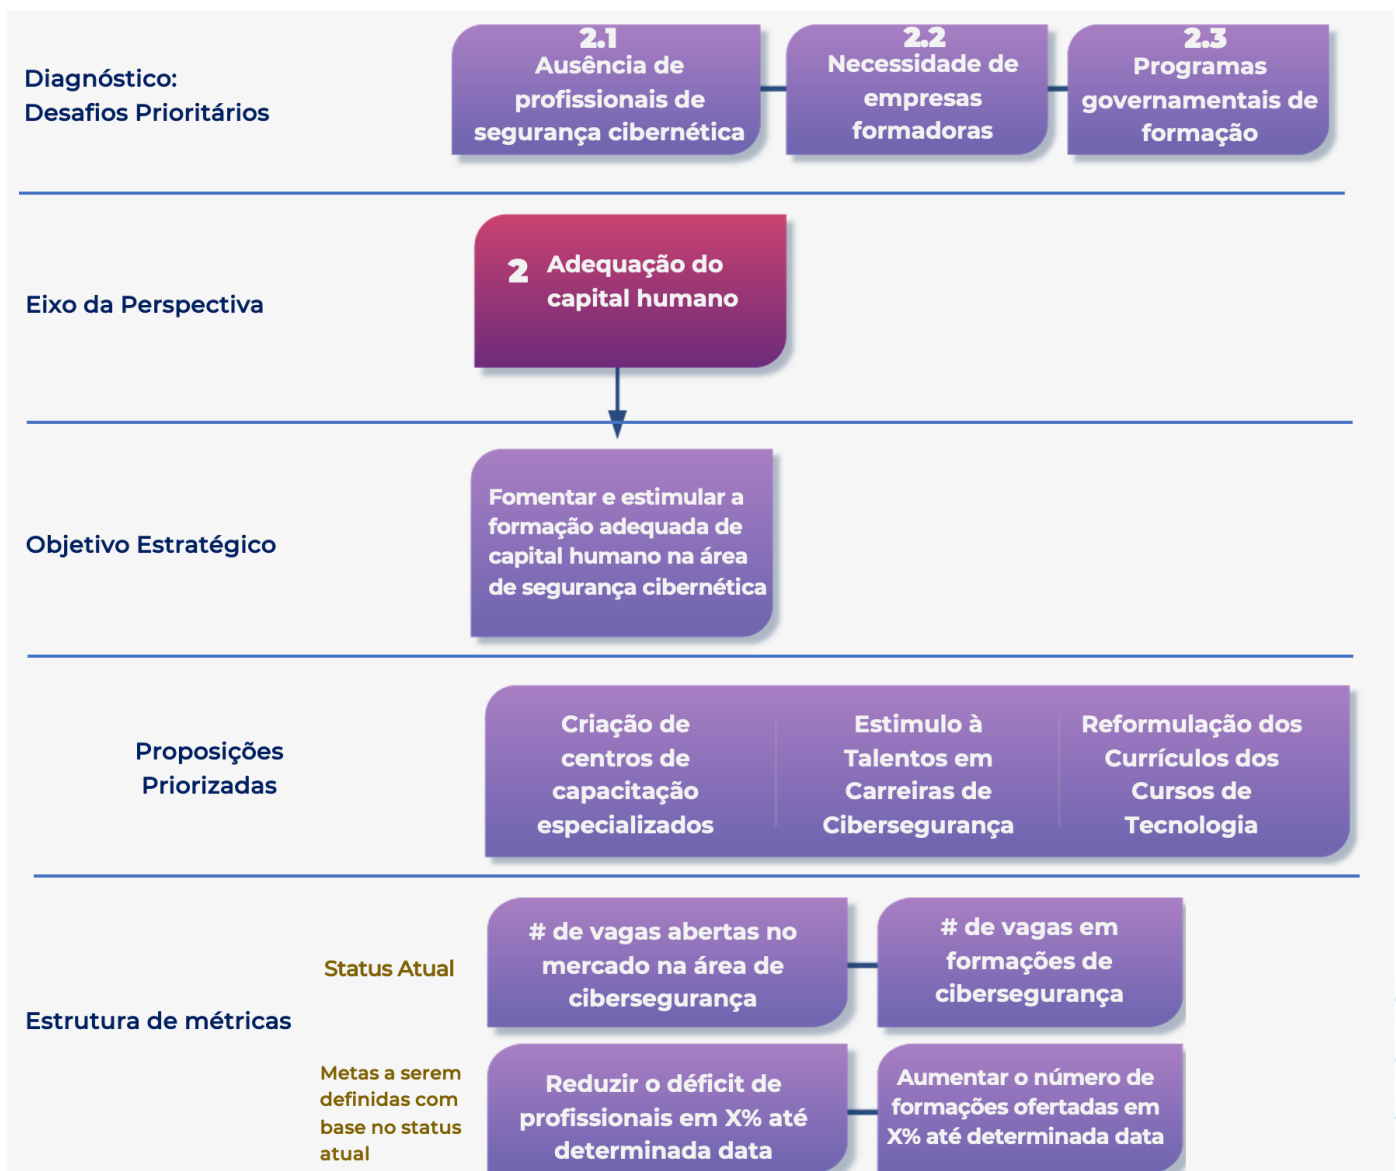 Diagnóstico:
Desafios Prioritários
2.1
Ausência de
profissionais de
segurança cibernética
2.2
Necessidade de
empresas
formadoras
2.3
Programas
governamentais de
formação
Eixo da Perspectiva
2
Adequação do
capital humano
Objetivo Estratégico
Fomentar e estimular a
formação adequada de
capital humano na área
de segurança cibernética
Proposições
Priorizadas
Criação de
centros de
capacitação
especializados
Estimulo à
Talentos em
Carreiras de
Cibersegurança
Reformulação dos
Currículos dos
Cursos de
Tecnologia
Estrutura de métricas
Status Atual
# de vagas abertas no
mercado na área de
cibersegurança
# de vagas em
formações de
cibersegurança
Metas a serem
definidas com
base no status
atual
Reduzir o déficit de
profissionais em X% até
determinada data
Aumentar o número de
formações ofertadas em
X% até determinada data